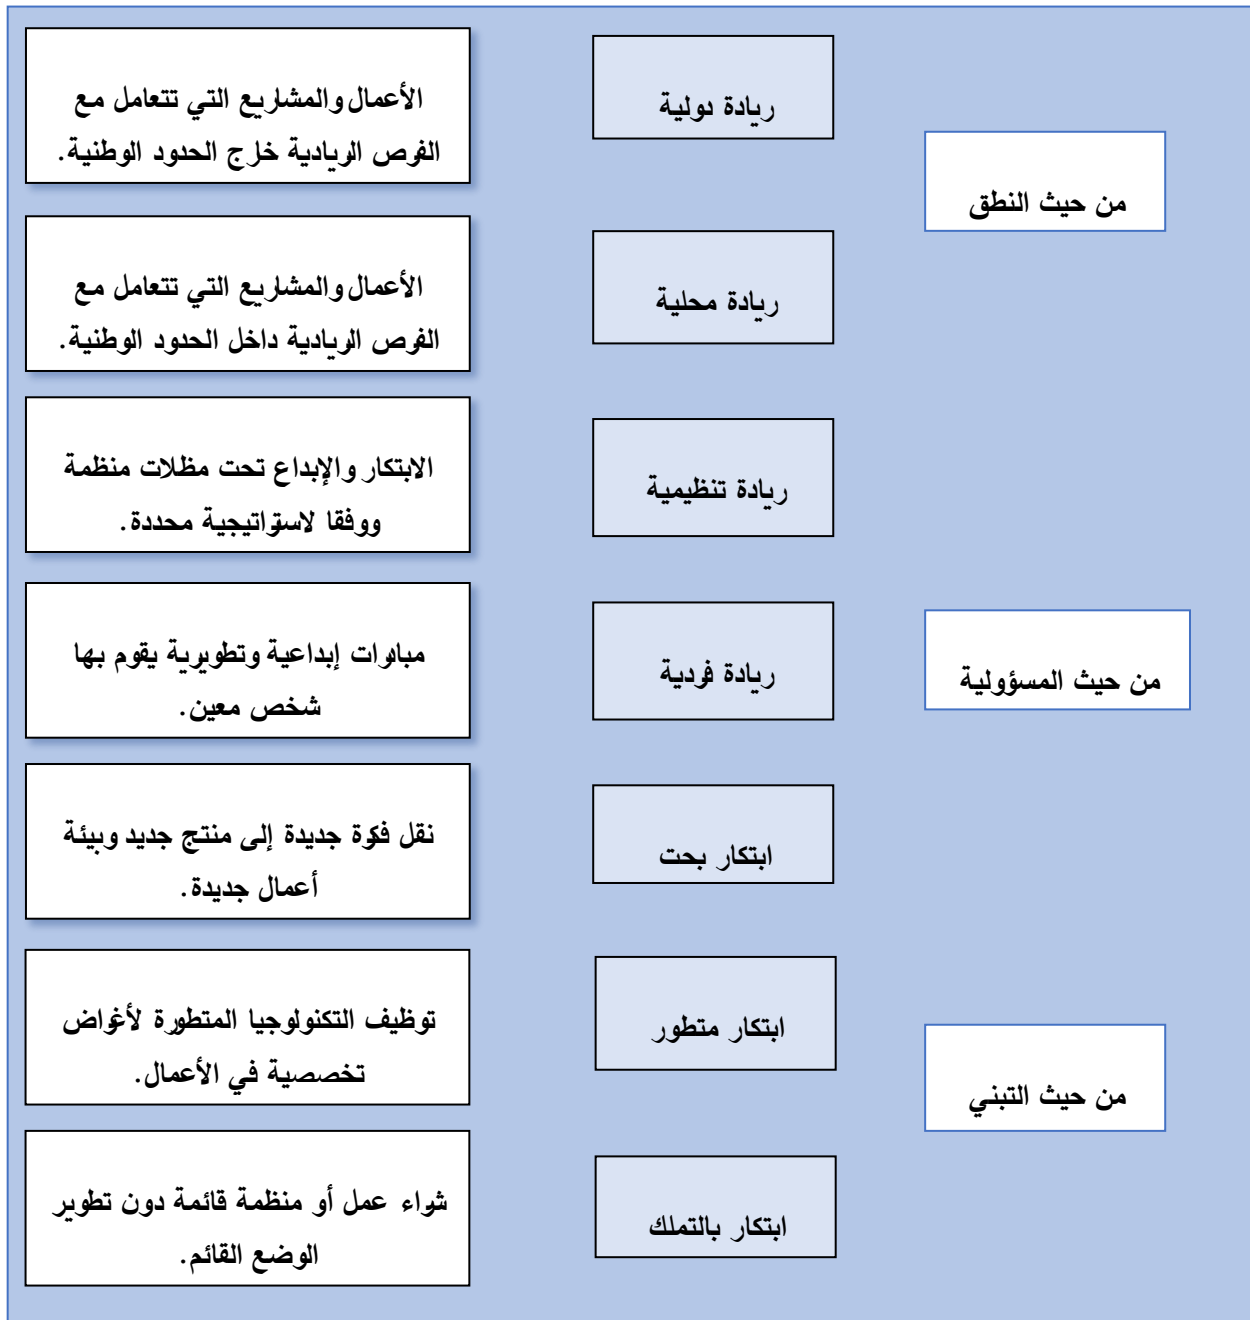 من حيث النطق
ريادة دولية
الأعمال والمشاريع التي تتعامل مع
الفرص الريادية خارج الحدود الوطنية.
ريادة محلية
الأعمال والمشاريع التي تتعامل مع
الفرص الريادية داخل الحدود الوطنية.
من حيث المسؤولية
ريادة تنظيمية
الابتكار والإبداع تحت مظلات منظمة
ووفقا لاستراتيجية محددة.
ريادة فردية
مبادرات إبداعية وتطويرية يقوم بها
شخص معين.
من حيث التبني
ابتكار بحت
نقل فكرة جديدة إلى منتج جديد وبيئة
أعمال جديدة.
ابتكار متطور
توظيف التكنولوجيا المتطورة لأغراض
تخصصية في الأعمال.
ابتكار بالتملك
شراء عمل أو منظمة قائمة دون تطوير
الوضع القائم.